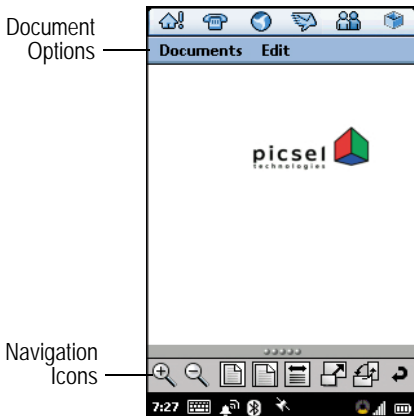 Document
Options
Documents Edit
picsel
technologies
Navigation
Icons
7:27